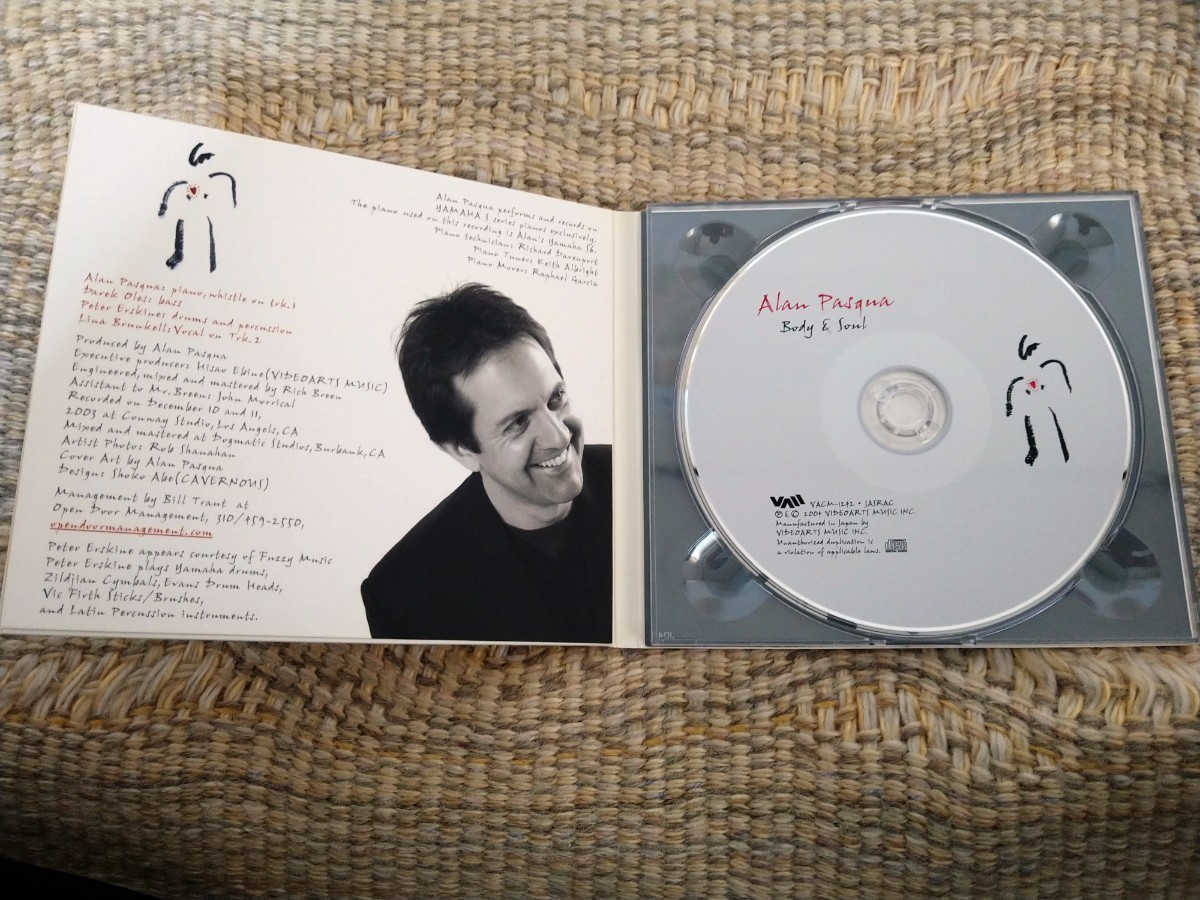 Alan Pasqua performs and records on
YAMAHA S series pianos exclusively.
The piano used on this recording is Alan's Yamaha S6.
Piano technician: Richard Davenport
Piano Tuner: Keith Albright
Piano Mover: Raphael Garcia
Alan Pasqua: piano, whistle on trk.1
Darek Oles: bass
Peter Erskine: drums and percussion
Lina Brunkell: Vocal on Trk.2
Produced by Alan Pasqua
Executive producer: Hisao Ebine(VIDEOARTS MUSIC)
Engineered, mixed and mastered by Rich Breen
Assistant to Mr. Breen: John Morrical
Recorded on December 10 and 11,
2003 at Conway Studio, Los Angels, CA
Mixed and mastered at Dogmatic Studios, Burbank, CA
Artist Photo: Rob Shanahan
Cover Art by Alan Pasqua
Design: Shoko Abe(CAVERNOUS)
Management by Bill Traut at
Open Door Management, 310/459-2550,
opendoormanagement.com
Peter Erskine appears courtesy of Fuzzy Music
Peter Erskine plays Yamaha drums,
Zildjian Cymbals, Evans Drum Heads,
Vic Firth Sticks/Brushes,
and Latin Percussion instruments.
Alan Pasqua
Body & Soul
VAM VACM-1242 • JASRAC
℗ & © 2004 VIDEOARTS MUSIC INC.
Manufactured in Japan by
VIDEOARTS MUSIC INC.
Unauthorized duplication is
a violation of applicable laws.